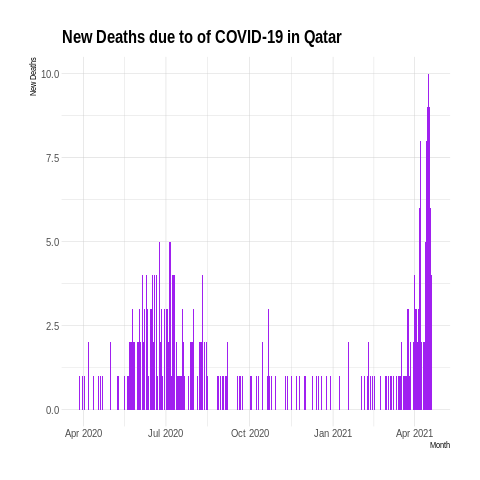 New Deaths due to of COVID-19 in Qatar
New Deaths
10.0
7.5
5.0
2.5
0.0
Apr 2020 Jul 2020 Oct 2020 Jan 2021 Apr 2021
Month